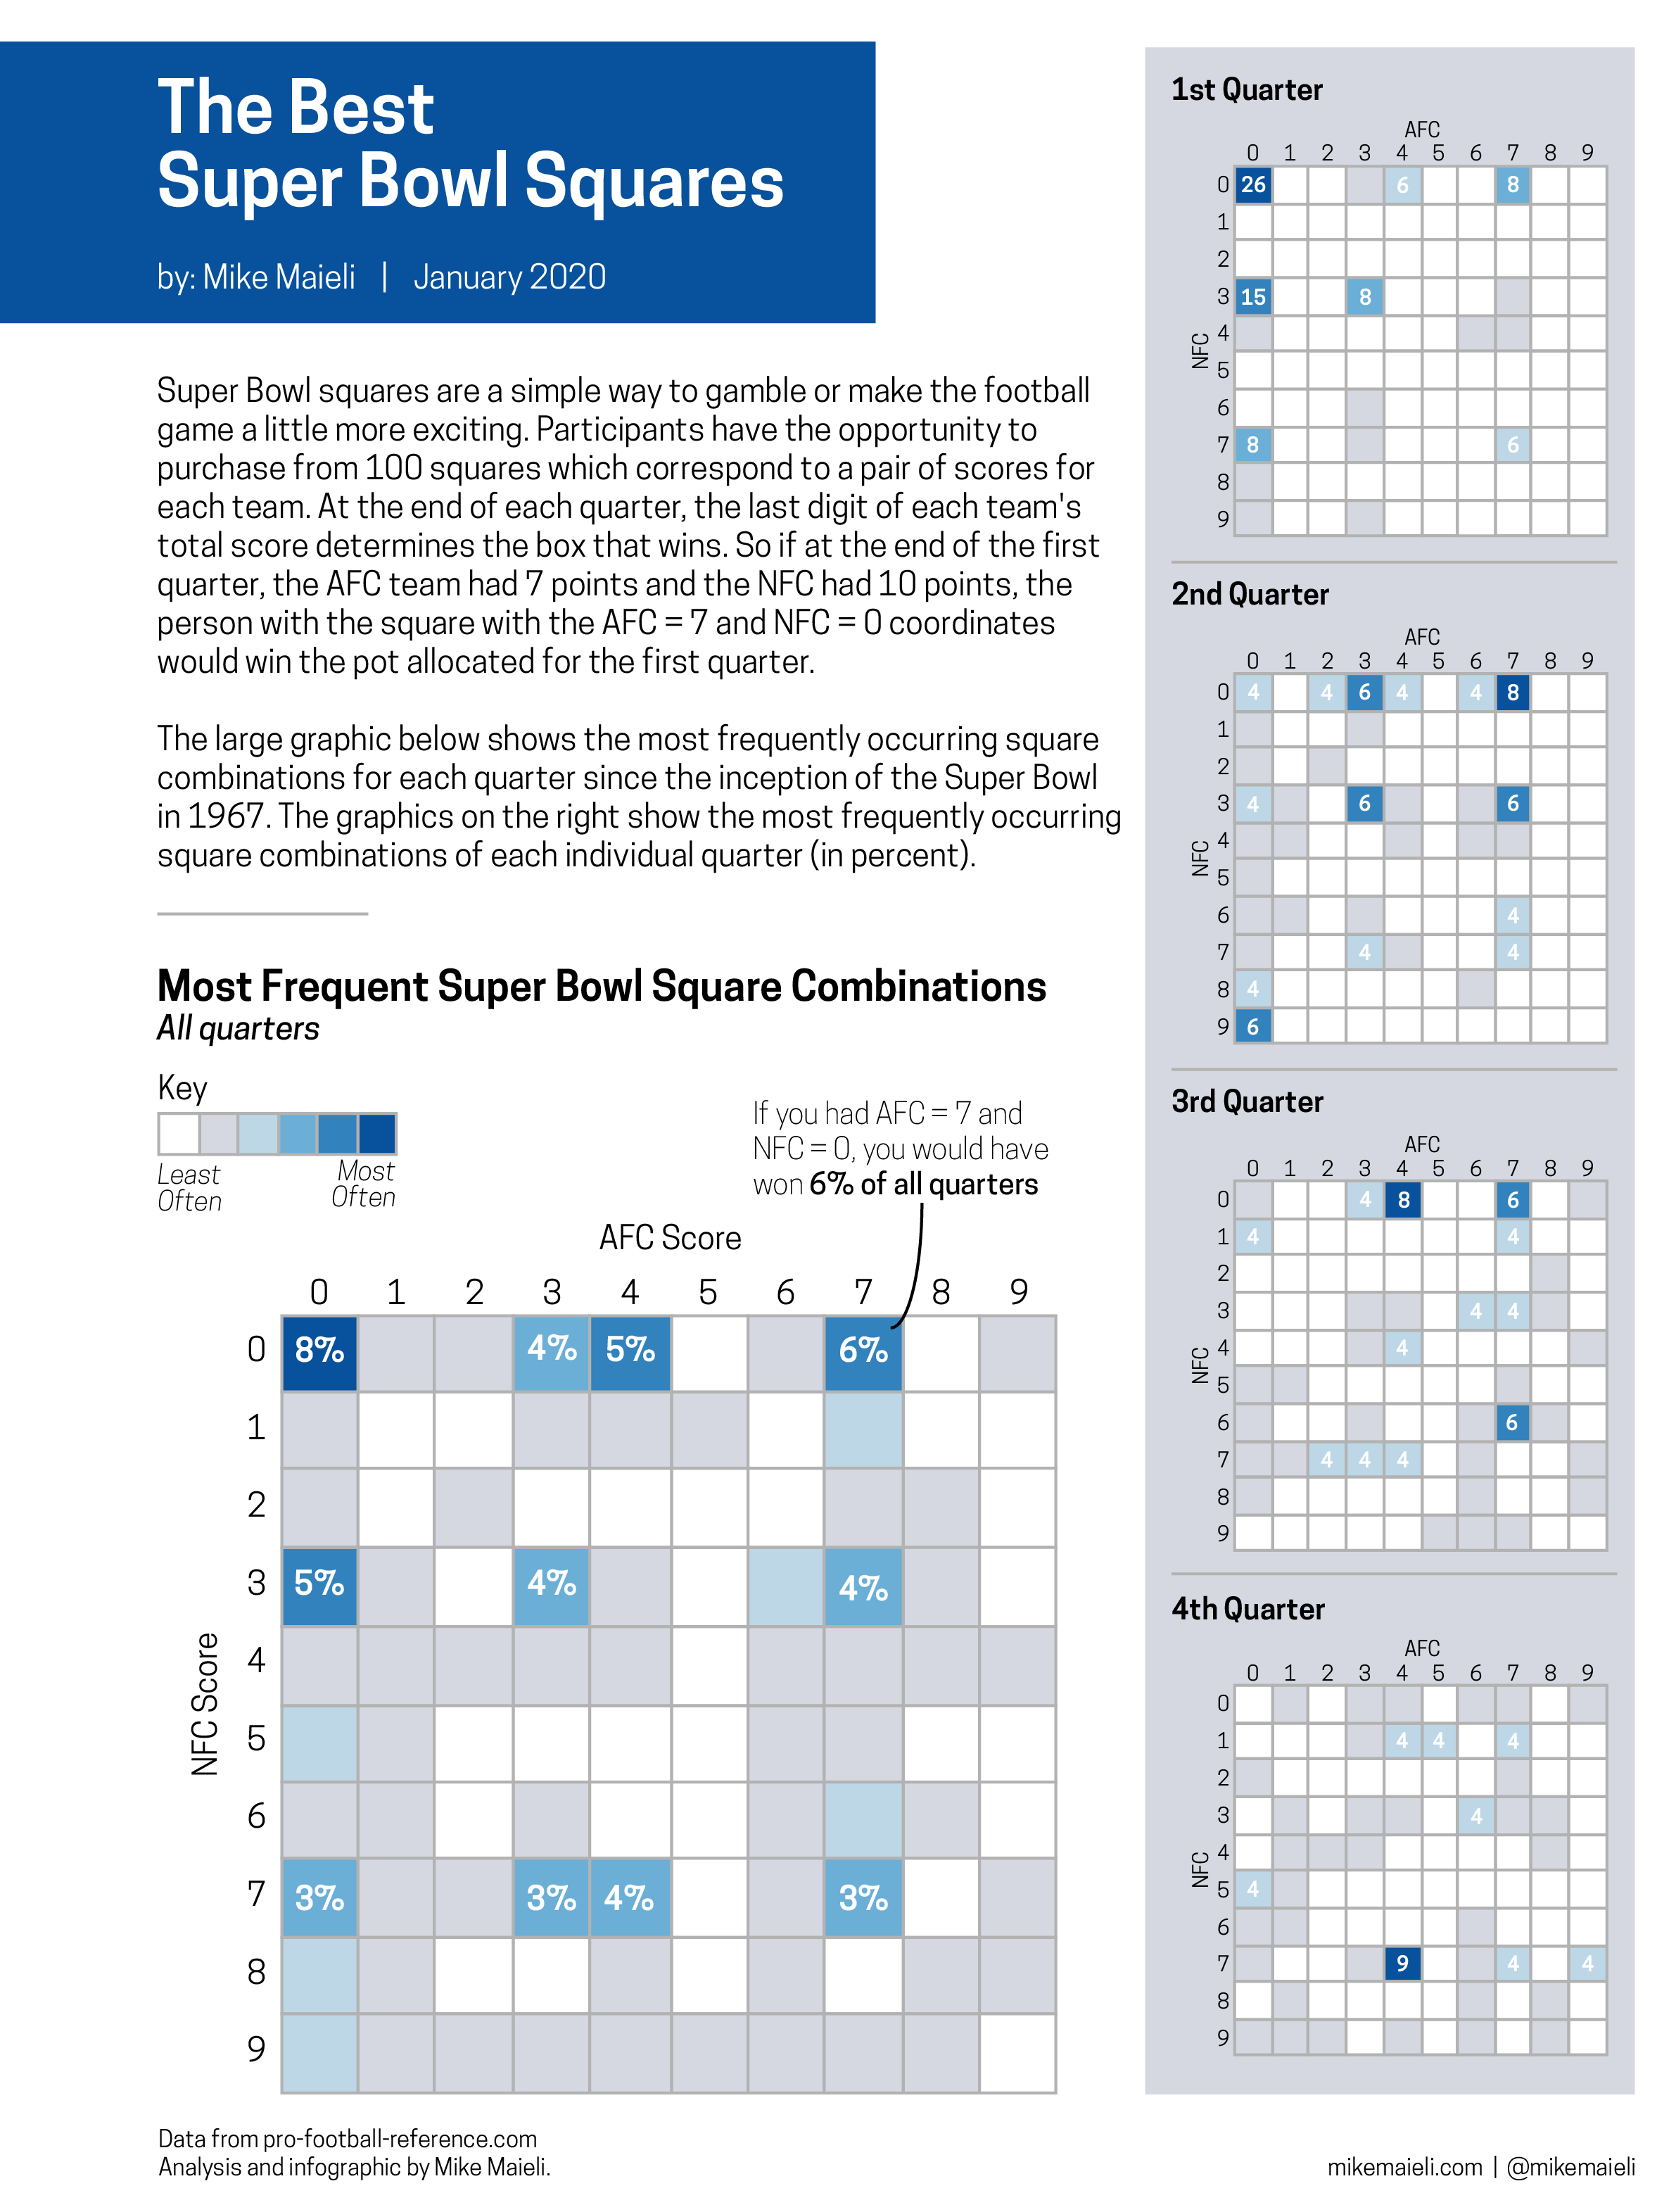 The Best
Super Bowl Squares
by: Mike Maieli | January 2020
Super Bowl squares are a simple way to gamble or make the football
game a little more exciting. Participants have the opportunity to
purchase from 100 squares which correspond to a pair of scores for
each team. At the end of each quarter, the last digit of each team's
total score determines the box that wins. So if at the end of the first
quarter, the AFC team had 7 points and the NFC had 10 points, the
person with the square with the AFC = 7 and NFC = 0 coordinates
would win the pot allocated for the first quarter.
The large graphic below shows the most frequently occurring square
combinations for each quarter since the inception of the Super Bowl
in 1967. The graphics on the right show the most frequently occurring
square combinations of each individual quarter (in percent).
Most Frequent Super Bowl Square Combinations
All quarters
Key
Least Often
Most Often
If you had AFC = 7 and
NFC = 0, you would have
won 6% of all quarters
AFC Score
0 1 2 3 4 5 6 7 8 9
NFC Score
0 8% 4% 5% 6%
1
2
3 5% 4% 4%
4
5
6
7 3% 3% 4% 3%
8
9
Data from pro-football-reference.com
Analysis and infographic by Mike Maieli.
1st Quarter
AFC
0 1 2 3 4 5 6 7 8 9
NFC
0 26 6 8
1
2
3 15 8
4
5
6
7 8 6
8
9
2nd Quarter
AFC
0 1 2 3 4 5 6 7 8 9
NFC
0 4 4 6 4 4 8
1
2
3 4 6 6
4
5
6 4
7 4 4
8 4
9 6
3rd Quarter
AFC
0 1 2 3 4 5 6 7 8 9
NFC
0 4 8 6
1 4 4
2
3 4 4
4 4
5
6 6
7 4 4 4
8
9
4th Quarter
AFC
0 1 2 3 4 5 6 7 8 9
NFC
0
1 4 4 4
2
3 4
4
5 4
6
7 9 4 4
8
9
mikemaieli.com | @mikemaieli